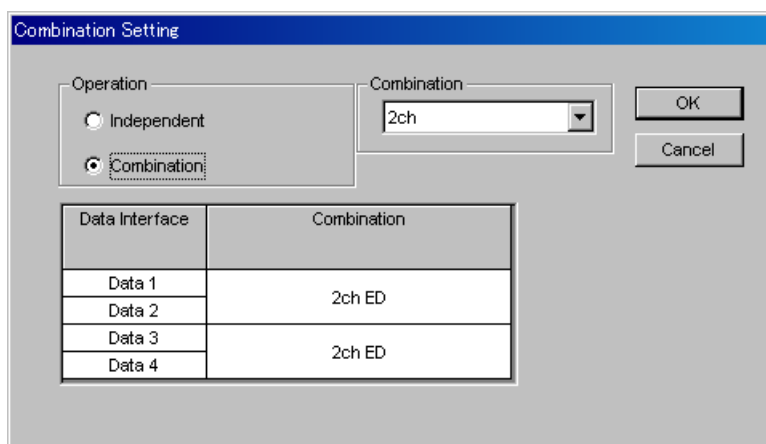 Combination Setting
Operation
Independent
Combination
Combination
2ch
OK
Cancel
Data Interface Combination
Data 1
Data 2
2ch ED
Data 3
Data 4
2ch ED